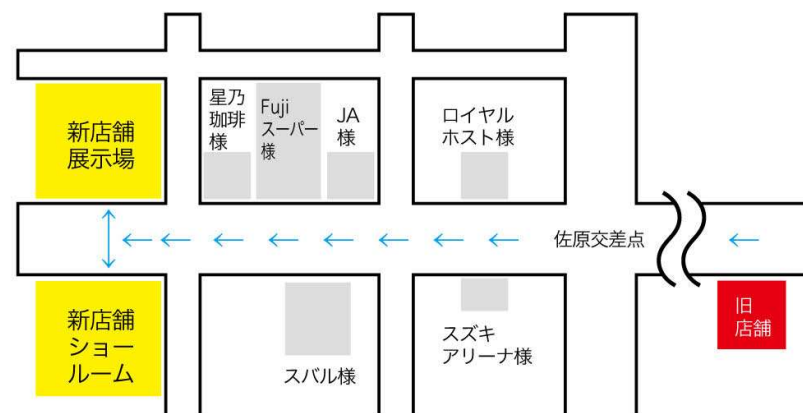 新店舗
展示場
星乃
珈琲
様
Fuji
スーパー
様
JA
様
ロイヤル
ホスト様
佐原交差点
新店舗
ショー
ルーム
スバル様
スズキ
アリーナ様
旧
店舗